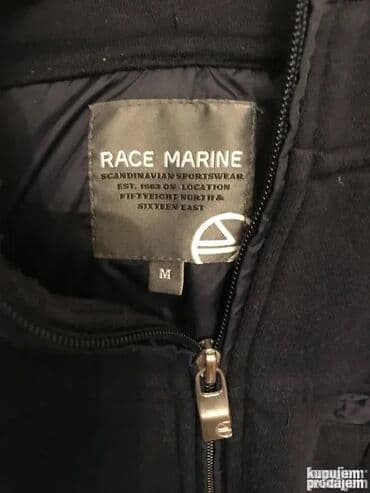 RACE MARINE
SCANDINAVIAN SPORTSWEAR
EST. 1983 ON LOCATION
FIFTYEIGHT NORTH &
SIXTEEN EAST
M
kupujem
prodajem